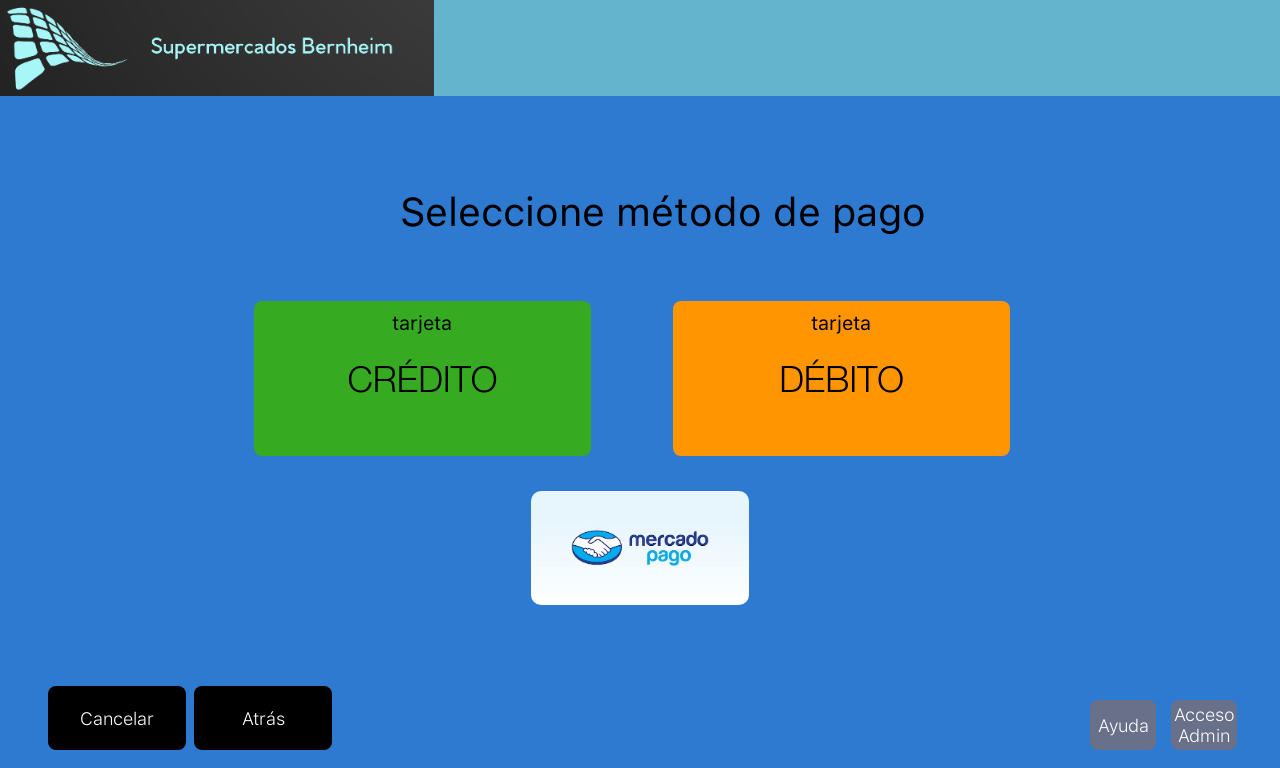 Supermercados Bernheim
Seleccione método de pago
tarjeta
CRÉDITO
tarjeta
DÉBITO
mercado
pago
Cancelar
Atrás
Ayuda
Acceso
Admin